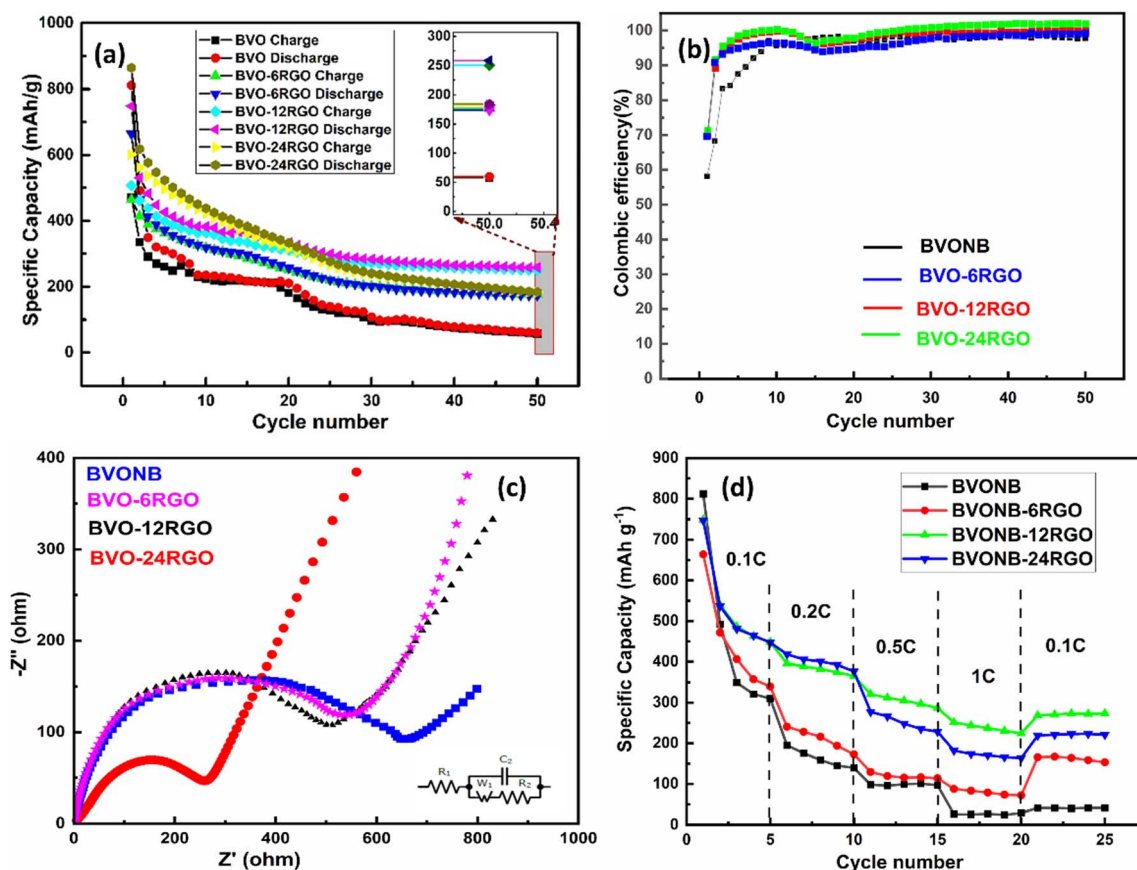 (a)
BVO Charge
BVO Discharge
BVO-6RGO Charge
BVO-6RGO Discharge
BVO-12RGO Charge
BVO-12RGO Discharge
BVO-24RGO Charge
BVO-24RGO Discharge
1000
800
600
400
200
0
Specific Capacity (mAh/g)
0 10 20 30 40 50
Cycle number
300
250
200
150
100
50
0
50.0 50.4
(b)
100
90
80
70
60
50
40
30
20
10
0
Colombic efficiency(%)
BVONB
BVO-6RGO
BVO-12RGO
BVO-24RGO
0 10 20 30 40 50
Cycle number
(c)
BVONB
BVO-6RGO
BVO-12RGO
BVO-24RGO
400
300
200
100
0
-Z'' (ohm)
R1
C2
W1
R2
0 200 400 600 800 1000
Z' (ohm)
(d)
BVONB
BVONB-6RGO
BVONB-12RGO
BVONB-24RGO
900
800
700
600
500
400
300
200
100
0
Specific Capacity (mAh g⁻¹)
0.1C
0.2C
0.5C
1C
0.1C
0 5 10 15 20 25
Cycle number